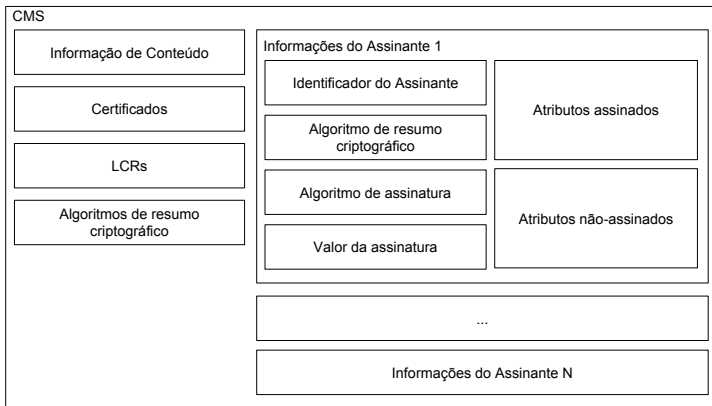 CMS
Informação de Conteúdo
Certificados
LCRs
Algoritmos de resumo
criptográfico
Informações do Assinante 1
Identificador do Assinante
Algoritmo de resumo
criptográfico
Algoritmo de assinatura
Valor da assinatura
Atributos assinados
Atributos não-assinados
...
Informações do Assinante N